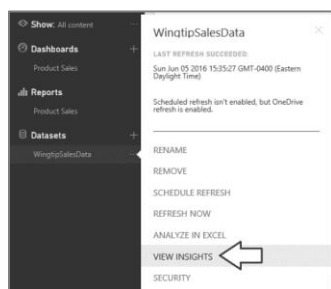 Show: All content
Dashboards
Product Sales
Reports
Product Sales
Datasets
WingtipSalesData
WingtipSalesData
LAST REFRESH SUCCEEDED:
Sun Jun 05 2016 15:35:27 GMT-0400 (Eastern
Daylight Time)
Scheduled refresh isn't enabled, but OneDrive
refresh is enabled.
RENAME
REMOVE
SCHEDULE REFRESH
REFRESH NOW
ANALYZE IN EXCEL
VIEW INSIGHTS
SECURITY